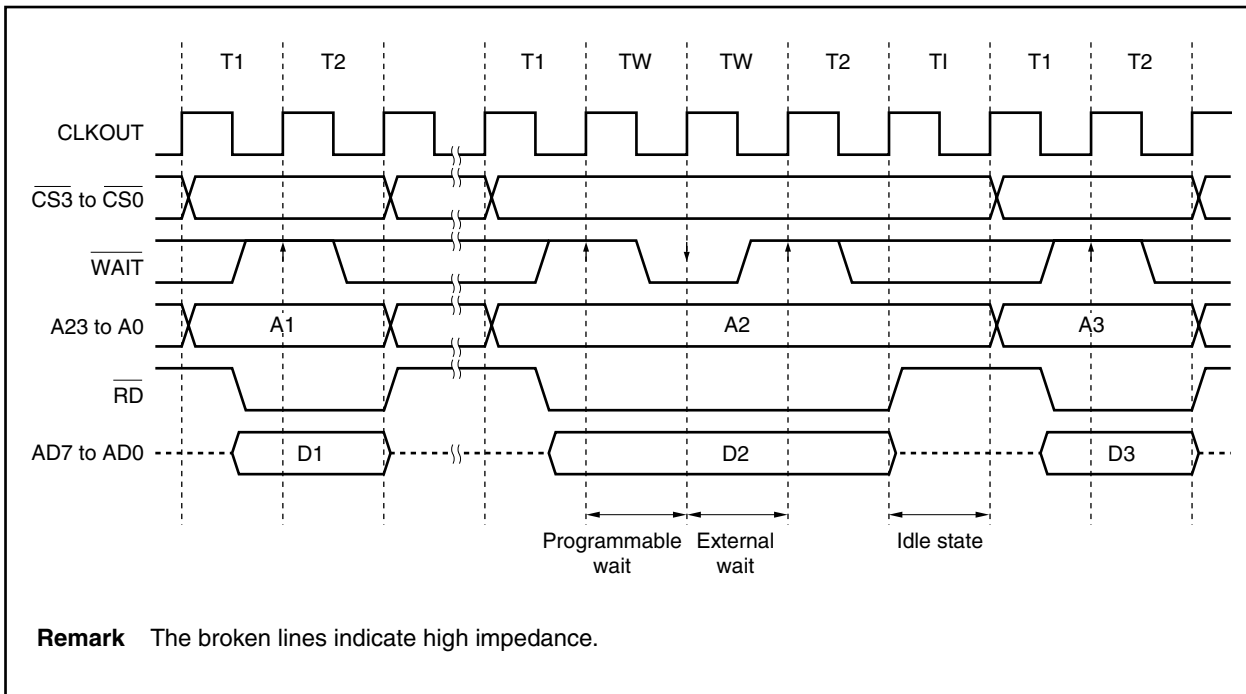 T1 T2 T1 TW TW T2 TI T1 T2
CLKOUT
CS3 to CS0
WAIT
A23 to A0 A1 A2 A3
RD
AD7 to AD0 D1 D2 D3
Programmable wait
External wait
Idle state
Remark The broken lines indicate high impedance.